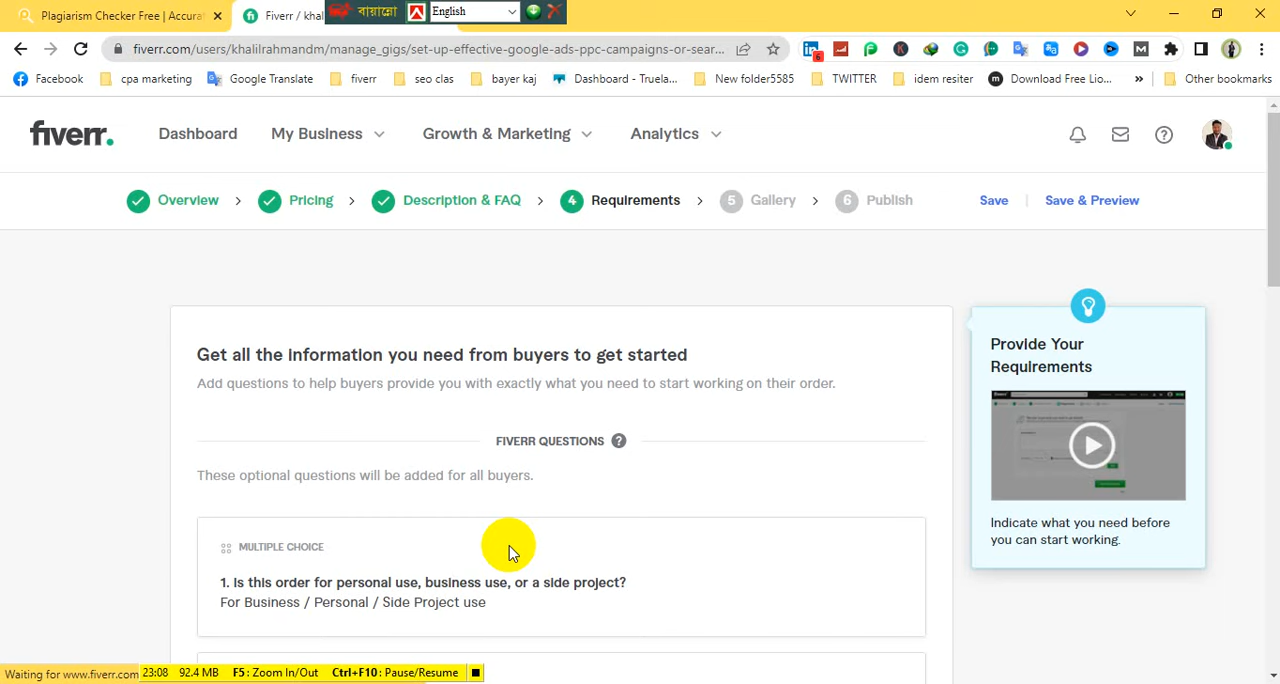 Plagiarism Checker Free | Accurat
Fiverr / khal
বায়ান্নো
English
fiverr.com/users/khalilrahmandm/manage_gigs/set-up-effective-google-ads-ppc-campaigns-or-sear...
6
Facebook
cpa marketing
Google Translate
fiverr
seo clas
bayer kaj
Dashboard - Truela...
New folder5585
TWITTER
idem resiter
Download Free Lio...
»
Other bookmarks
fiverr.
Dashboard
My Business
Growth & Marketing
Analytics
Overview
Pricing
Description & FAQ
4 Requirements
5 Gallery
6 Publish
Save
Save & Preview
Get all the information you need from buyers to get started
Add questions to help buyers provide you with exactly what you need to start working on their order.
FIVERR QUESTIONS ?
These optional questions will be added for all buyers.
MULTIPLE CHOICE
1. Is this order for personal use, business use, or a side project?
For Business / Personal / Side Project use
Provide Your
Requirements
Indicate what you need before
you can start working.
Waiting for www.fiverr.com
23:08 92.4 MB F5: Zoom In/Out Ctrl+F10: Pause/Resume